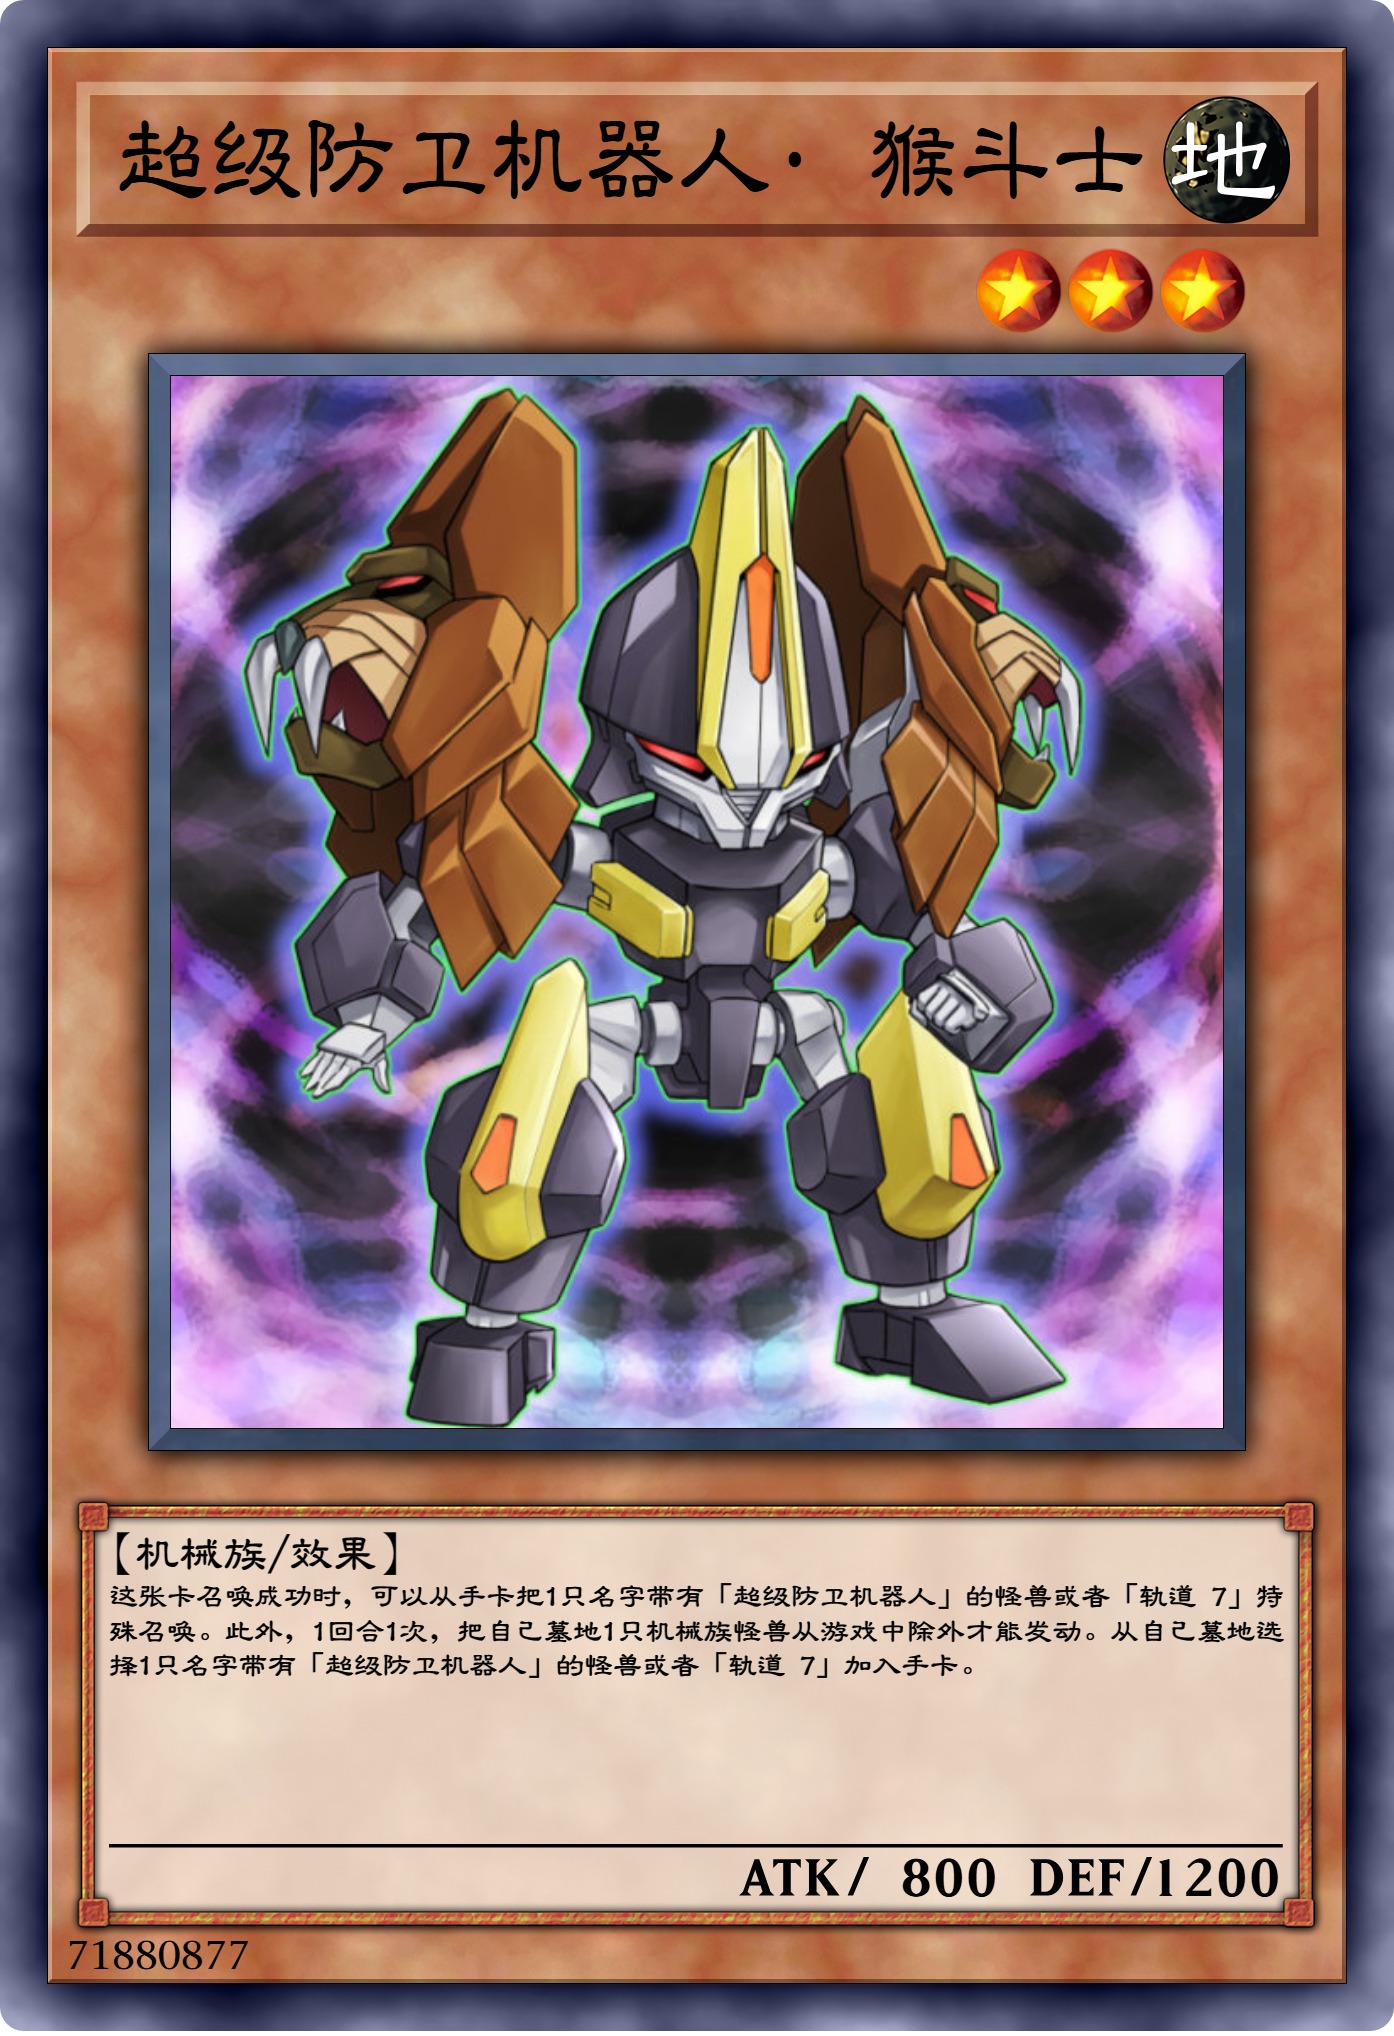 超级防卫机器人·猴斗士
地
【机械族/效果】
这张卡召唤成功时，可以从手卡把1只名字带有「超级防卫机器人」的怪兽或者「轨道 7」特
殊召唤。此外，1回合1次，把自己墓地1只机械族怪兽从游戏中除外才能发动。从自己墓地选
择1只名字带有「超级防卫机器人」的怪兽或者「轨道 7」加入手卡。
ATK/ 800 DEF/1200
71880877